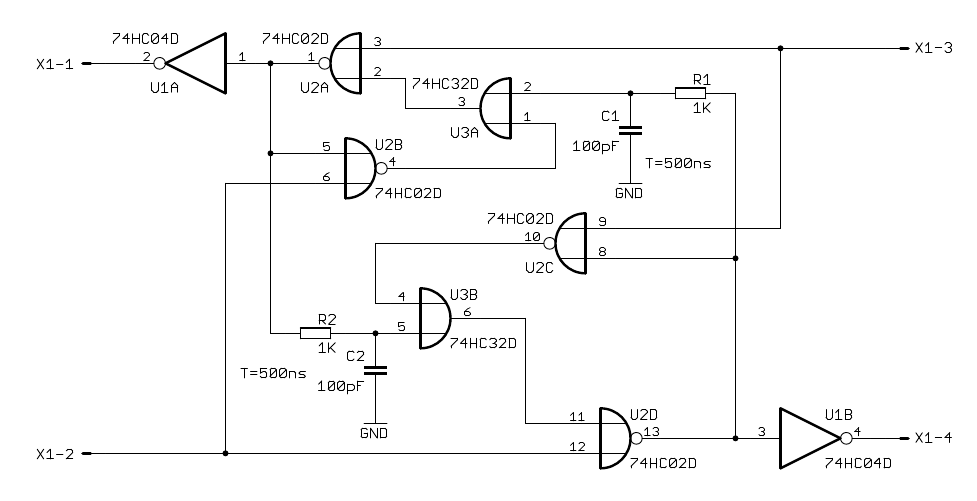 74HC04D
74HC02D
3
X1-3
X1-1
2
1
1
U1A
U2A
2
74HC32D
2
R1
3
1K
U3A
1
C1
U2B
5
4
100pF
T=500ns
6
74HC02D
GND
74HC02D
9
10
U2C
8
4
U3B
6
R2
5
1K
C2
74HC32D
T=500ns
100pF
GND
11
U2D
U1B
13
3
4
X1-4
X1-2
12
74HC02D
74HC04D